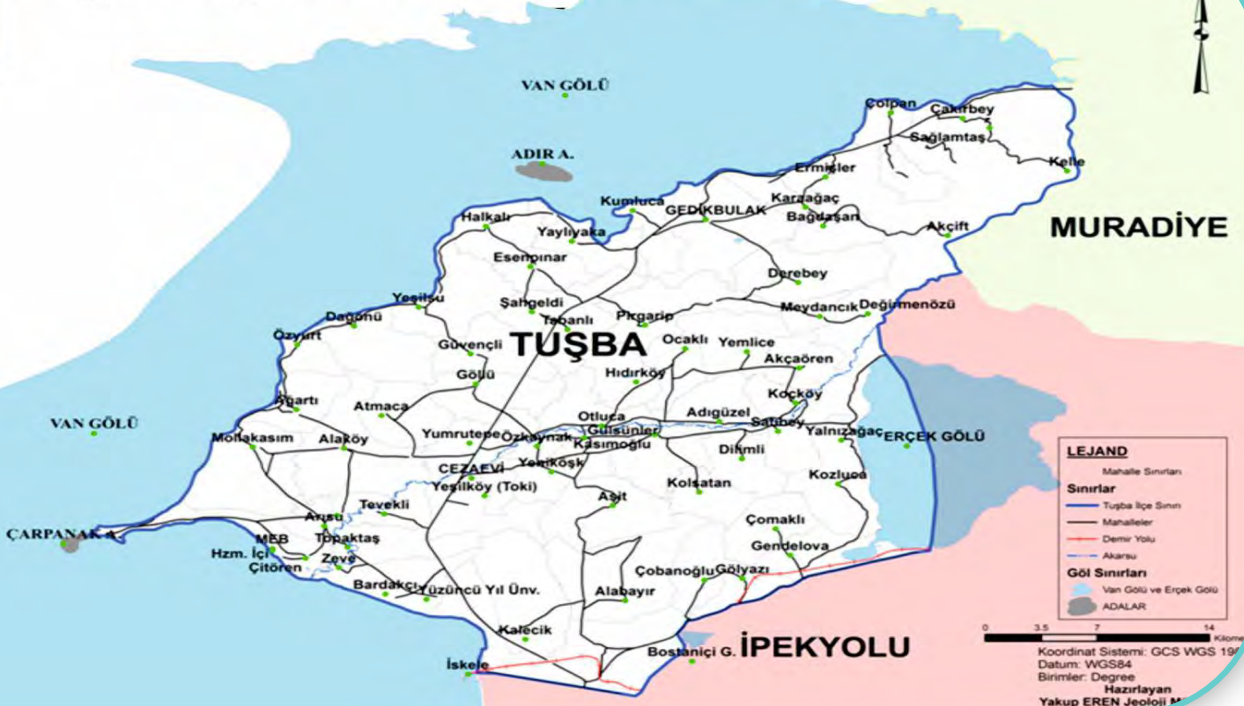 VAN GÖLÜ
ADIR A.
Çolpan
Çakırbey
Sağlamtaş
Kelle
Ermişler
Kumluca
GEDİKBULAK
Karaağaç
Bağdaşan
Akçift
MURADİYE
Halkalı
Yaylıyaka
Esenpınar
Derebey
Yeşilsu
Şahgeldi
Tabanlı
Pirgarip
Meydancık
Değirmenözü
Dağönü
Özyurt
Güvençli
TUŞBA
Ocaklı
Yemlice
Akçaören
Göllü
Hıdırköy
Koçköy
Ağartı
Atmaca
Otluca
Adıgüzel
VAN GÖLÜ
Mollakasım
Alaköy
Yumrutepe
Özkaynak
Gülsünler
Kasımoğlu
Satıbey
Yalnızağaç
ERÇEK GÖLÜ
Dilimli
CEZAEVİ
Yeniköşk
Yeşilköy (Toki)
Kolsatan
Kozluca
Aşit
Tevekli
ÇARPANAK A.
Arısu
Topaktaş
MEB
Hzm. İçi
Çitören
Zeve
Çomaklı
Gendelova
Bardakçı
Yüzüncü Yıl Ünv.
Alabayır
Çobanoğlu
Gölyazı
Kalecik
İskele
Bostaniçi G.
İPEKYOLU
LEJAND
Mahalle Sınırları
Sınırlar
Tuşba İlçe Sınırı
Mahalleler
Demir Yolu
Akarsu
Göl Sınırları
Van Gölü ve Erçek Gölü
ADALAR
0 3.5 7 14
Koordinat Sistemi: GCS WGS
Datum: WGS84
Birimler: Degree
Hazırlayan
Yakup EREN Jeoloji